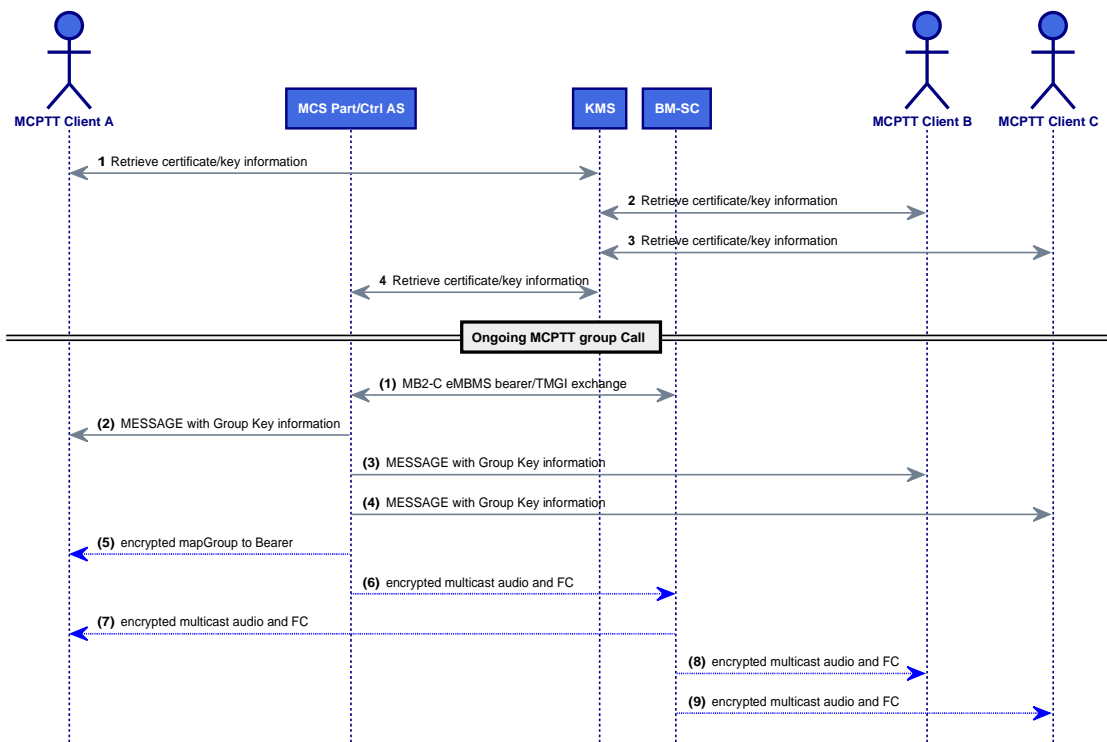 MCPTT Client A
MCS Part/Ctrl AS
KMS
BM-SC
MCPTT Client B
MCPTT Client C
1 Retrieve certificate/key information
2 Retrieve certificate/key information
3 Retrieve certificate/key information
4 Retrieve certificate/key information
Ongoing MCPTT group Call
(1) MB2-C eMBMS bearer/TMGI exchange
(2) MESSAGE with Group Key information
(3) MESSAGE with Group Key information
(4) MESSAGE with Group Key information
(5) encrypted mapGroup to Bearer
(6) encrypted multicast audio and FC
(7) encrypted multicast audio and FC
(8) encrypted multicast audio and FC
(9) encrypted multicast audio and FC